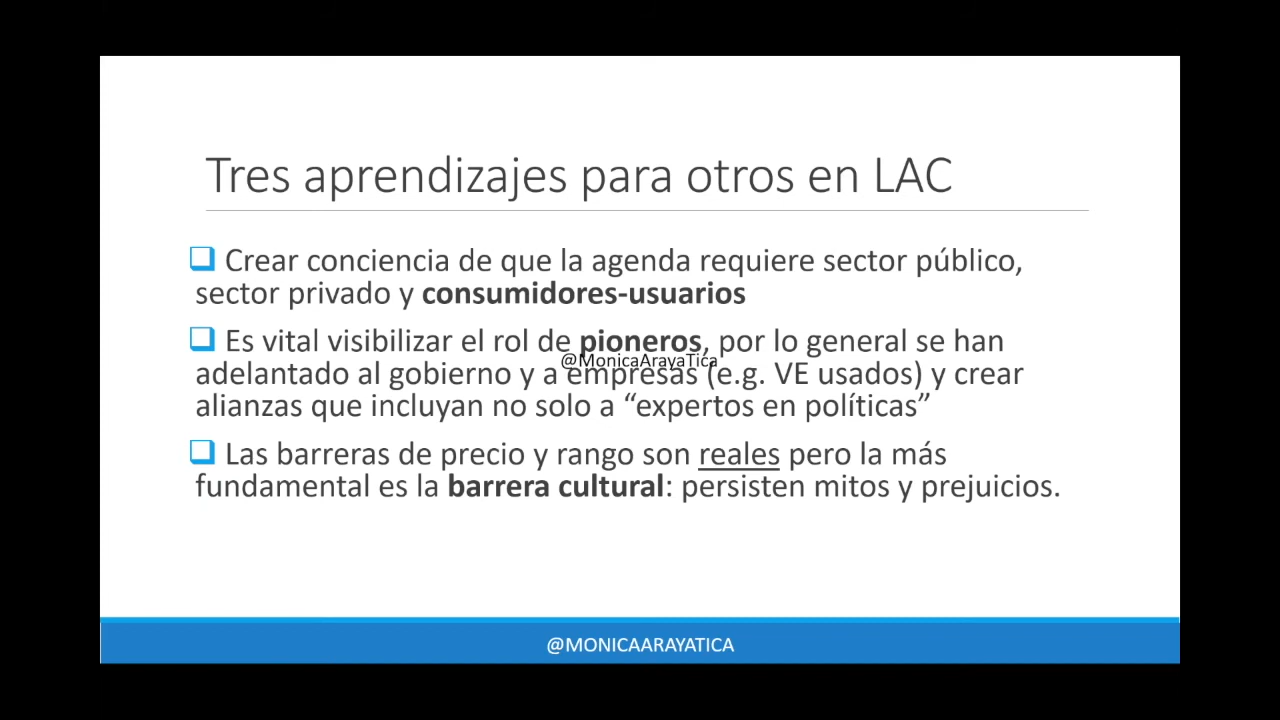 Tres aprendizajes para otros en LAC
Crear conciencia de que la agenda requiere sector público,
sector privado y consumidores-usuarios
Es vital visibilizar el rol de pioneros, por lo general se han
@MonicaArayaTica
adelantado al gobierno y a empresas (e.g. VE usados) y crear
alianzas que incluyan no solo a “expertos en políticas”
Las barreras de precio y rango son reales pero la más
fundamental es la barrera cultural: persisten mitos y prejuicios.
@MONICAARAYATICA